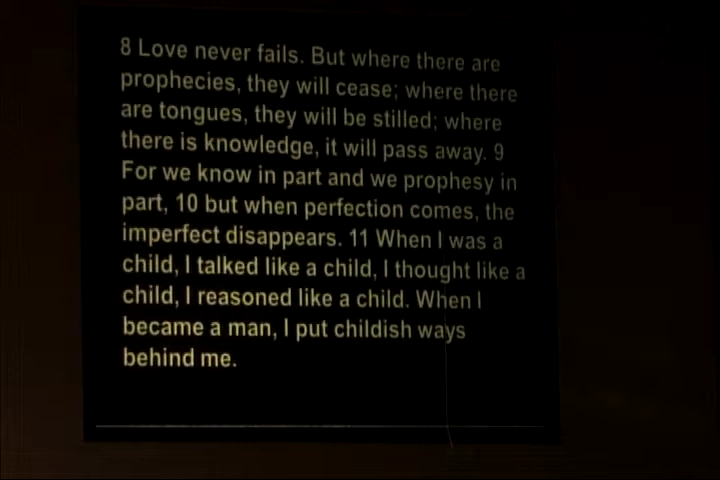 8 Love never fails. But where there are
prophecies, they will cease; where there
are tongues, they will be stilled; where
there is knowledge, it will pass away. 9
For we know in part and we prophesy in
part, 10 but when perfection comes, the
imperfect disappears. 11 When I was a
child, I talked like a child, I thought like a
child, I reasoned like a child. When I
became a man, I put childish ways
behind me.